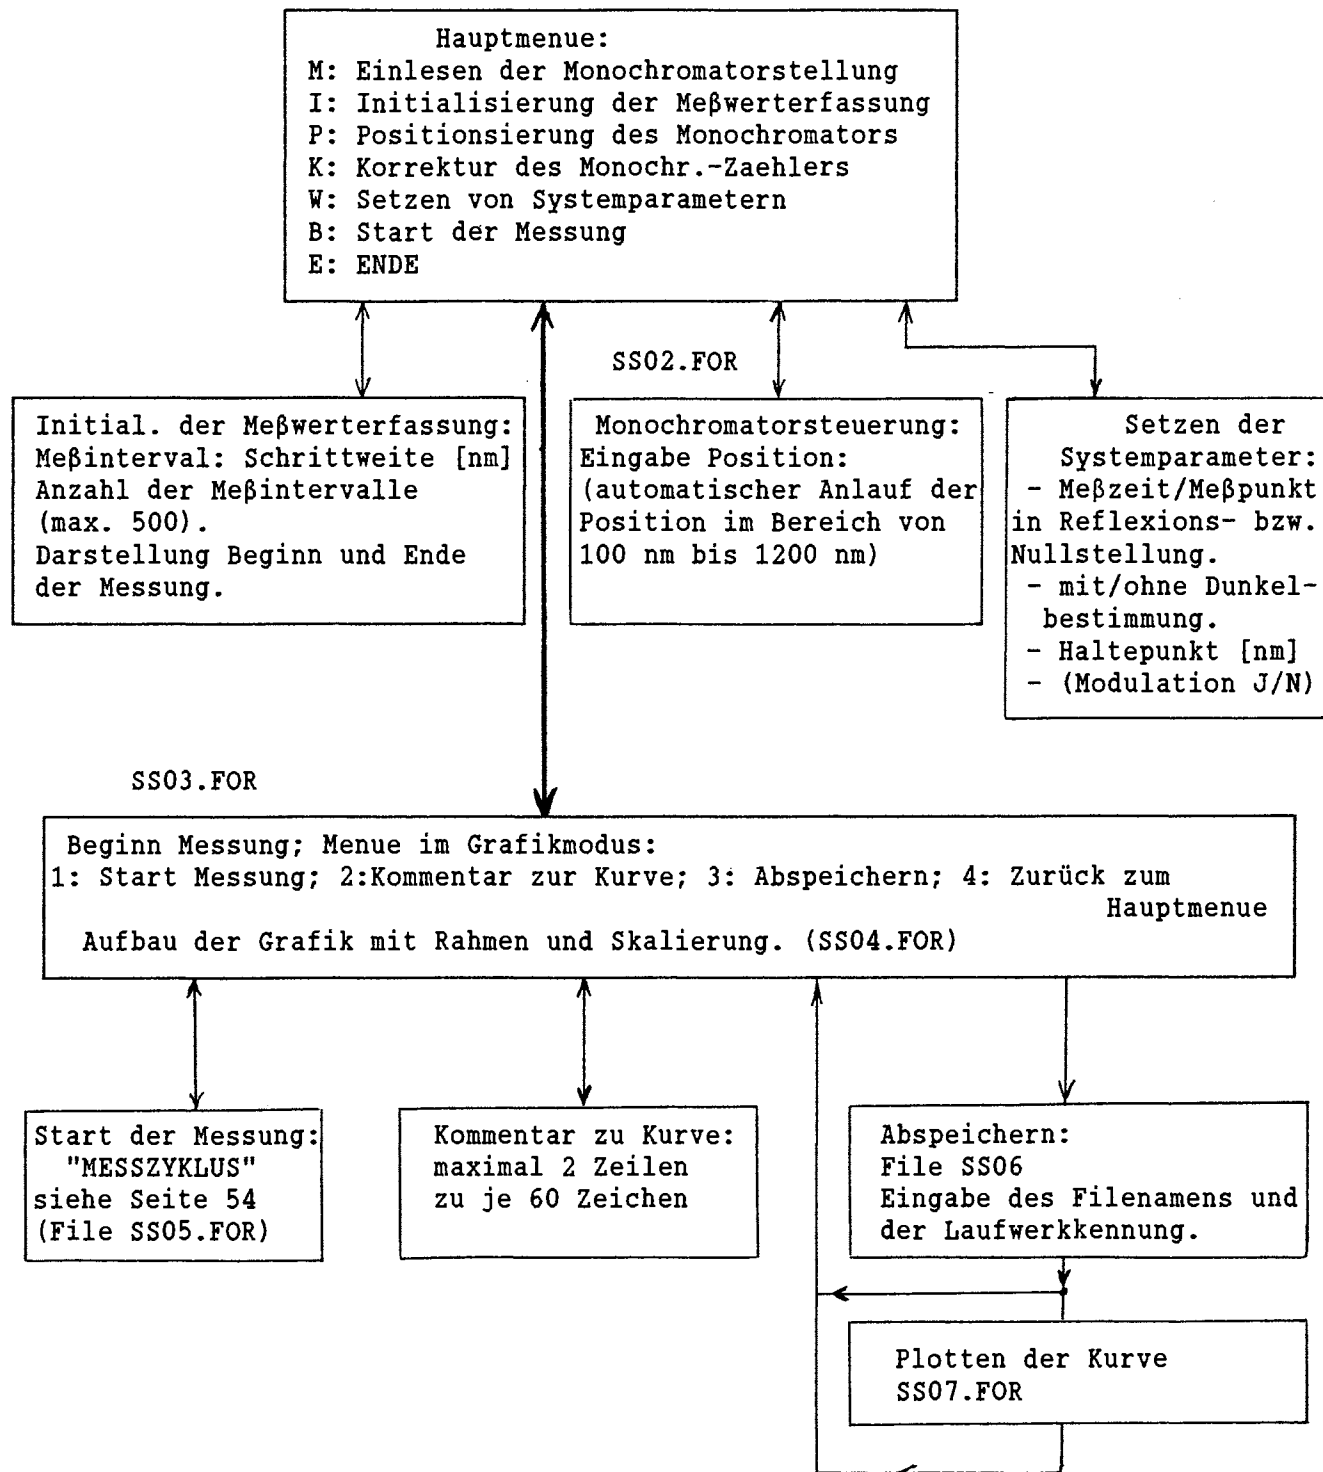 Hauptmenue:
M: Einlesen der Monochromatorstellung
I: Initialisierung der Meßwerterfassung
P: Positionsierung des Monochromators
K: Korrektur des Monochr.-Zaehlers
W: Setzen von Systemparametern
B: Start der Messung
E: ENDE
SS02.FOR
Initial. der Meßwerterfassung:
Meßinterval: Schrittweite [nm]
Anzahl der Meßintervalle
(max. 500).
Darstellung Beginn und Ende
der Messung.
Monochromatorsteuerung:
Eingabe Position:
(automatischer Anlauf der
Position im Bereich von
100 nm bis 1200 nm)
Setzen der
Systemparameter:
- Meßzeit/Meßpunkt
in Reflexions- bzw.
Nullstellung.
- mit/ohne Dunkel-
bestimmung.
- Haltepunkt [nm]
- (Modulation J/N)
SS03.FOR
Beginn Messung; Menue im Grafikmodus:
1: Start Messung; 2:Kommentar zur Kurve; 3: Abspeichern; 4: Zurück zum
Hauptmenue
Aufbau der Grafik mit Rahmen und Skalierung. (SS04.FOR)
Start der Messung:
"MESSZYKLUS"
siehe Seite 54
(File SS05.FOR)
Kommentar zu Kurve:
maximal 2 Zeilen
zu je 60 Zeichen
Abspeichern:
File SS06
Eingabe des Filenamens und
der Laufwerkkennung.
Plotten der Kurve
SS07.FOR